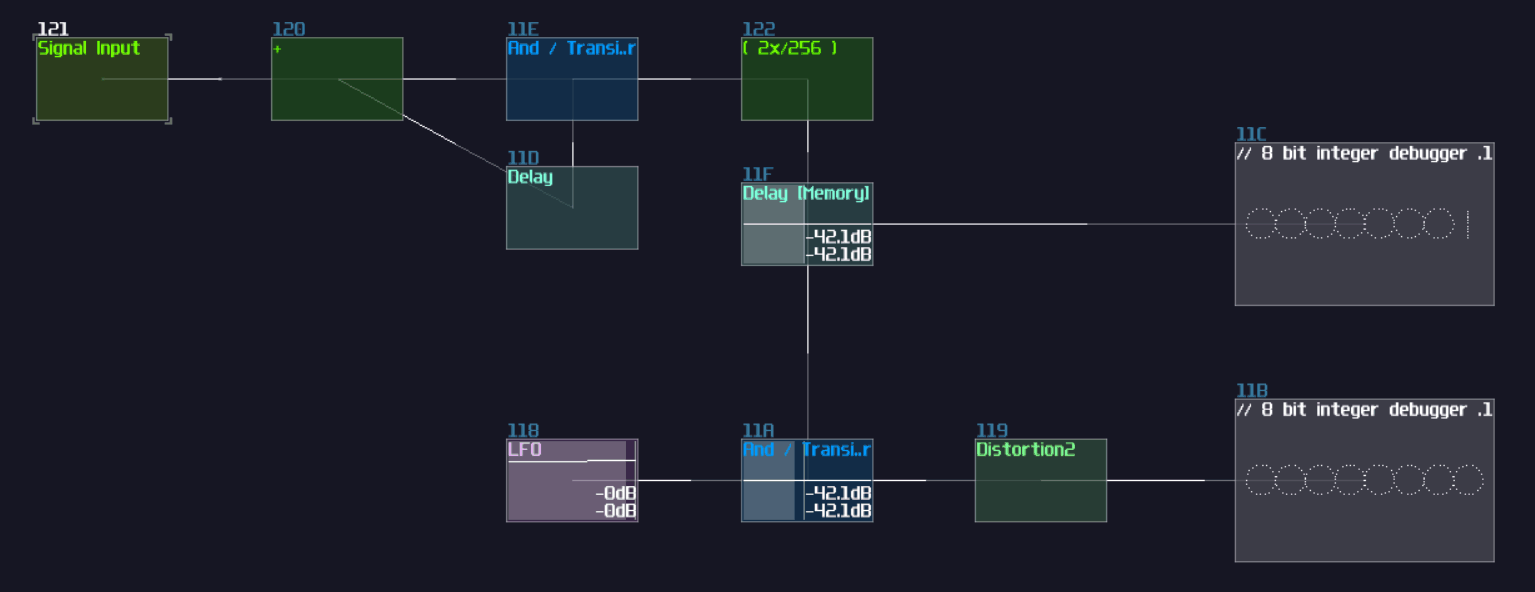 121
Signal Input
120
+
11E
And / Transi..r
122
( 2x/256 )
11D
Delay
11F
Delay [Memory]
-42.1dB
-42.1dB
11C
// 8 bit integer debugger .1
118
LFO
-0dB
-0dB
11A
And / Transi..r
-42.1dB
-42.1dB
119
Distortion2
11B
// 8 bit integer debugger .1